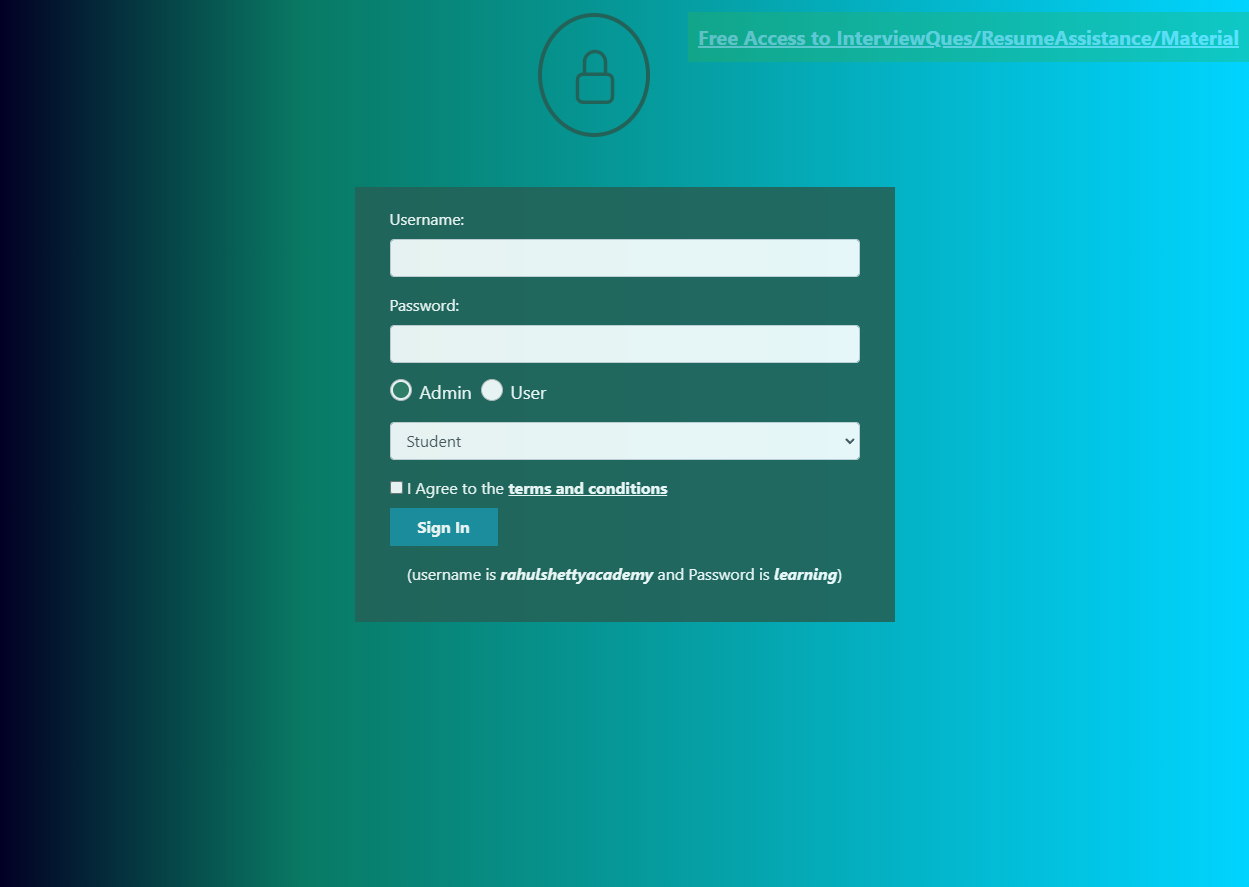 Free Access to InterviewQues/ResumeAssistance/Material
Username:
Password:
Admin User
Student
I Agree to the terms and conditions
Sign In
(username is rahulshettyacademy and Password is learning)